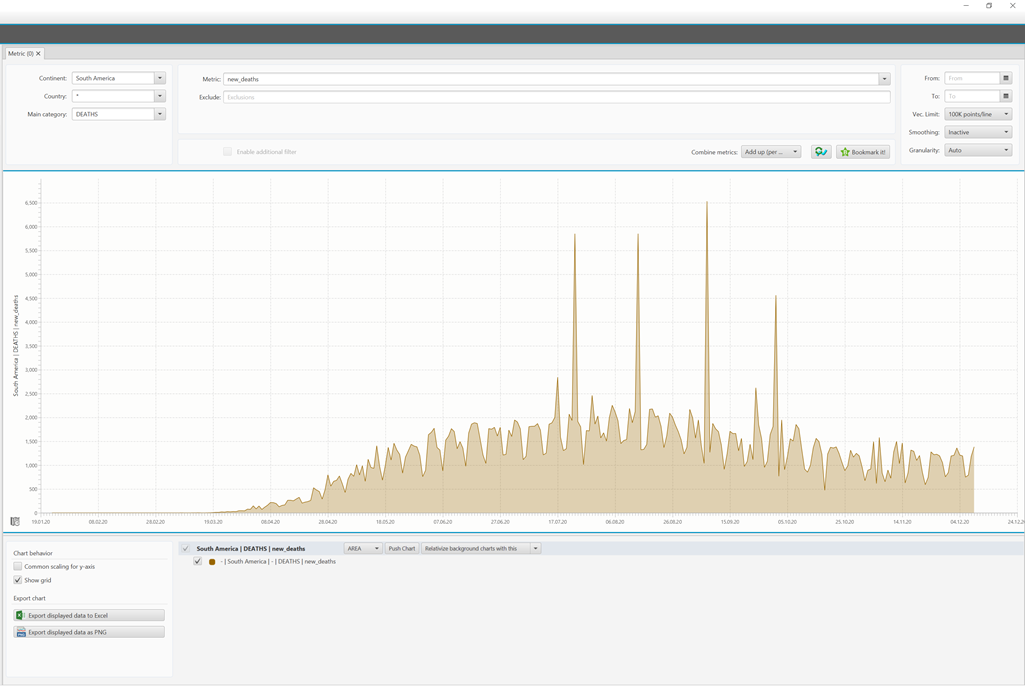 Metric (0)
Continent: South America
Metric: new_deaths
From: From
Country: *
Exclude: Exclusions
To: To
Main category: DEATHS
Vec. Limit: 100K points/line
Smoothing: Inactive
Enable additional filter
Combine metrics: Add up (per ...
Bookmark it!
Granularity: Auto
South America | DEATHS | new_deaths
6,500
6,000
5,500
5,000
4,500
4,000
3,500
3,000
2,500
2,000
1,500
1,000
500
0
19.01.20 08.02.20 28.02.20 19.03.20 08.04.20 28.04.20 18.05.20 07.06.20 27.06.20 17.07.20 06.08.20 26.08.20 15.09.20 05.10.20 25.10.20 14.11.20 04.12.20 24.12.2
Chart behavior
Common scaling for y-axis
Show grid
Export chart
Export displayed data to Excel
Export displayed data as PNG
South America | DEATHS | new_deaths AREA Push Chart Relativize background charts with this
- | South America | - | DEATHS | new_deaths